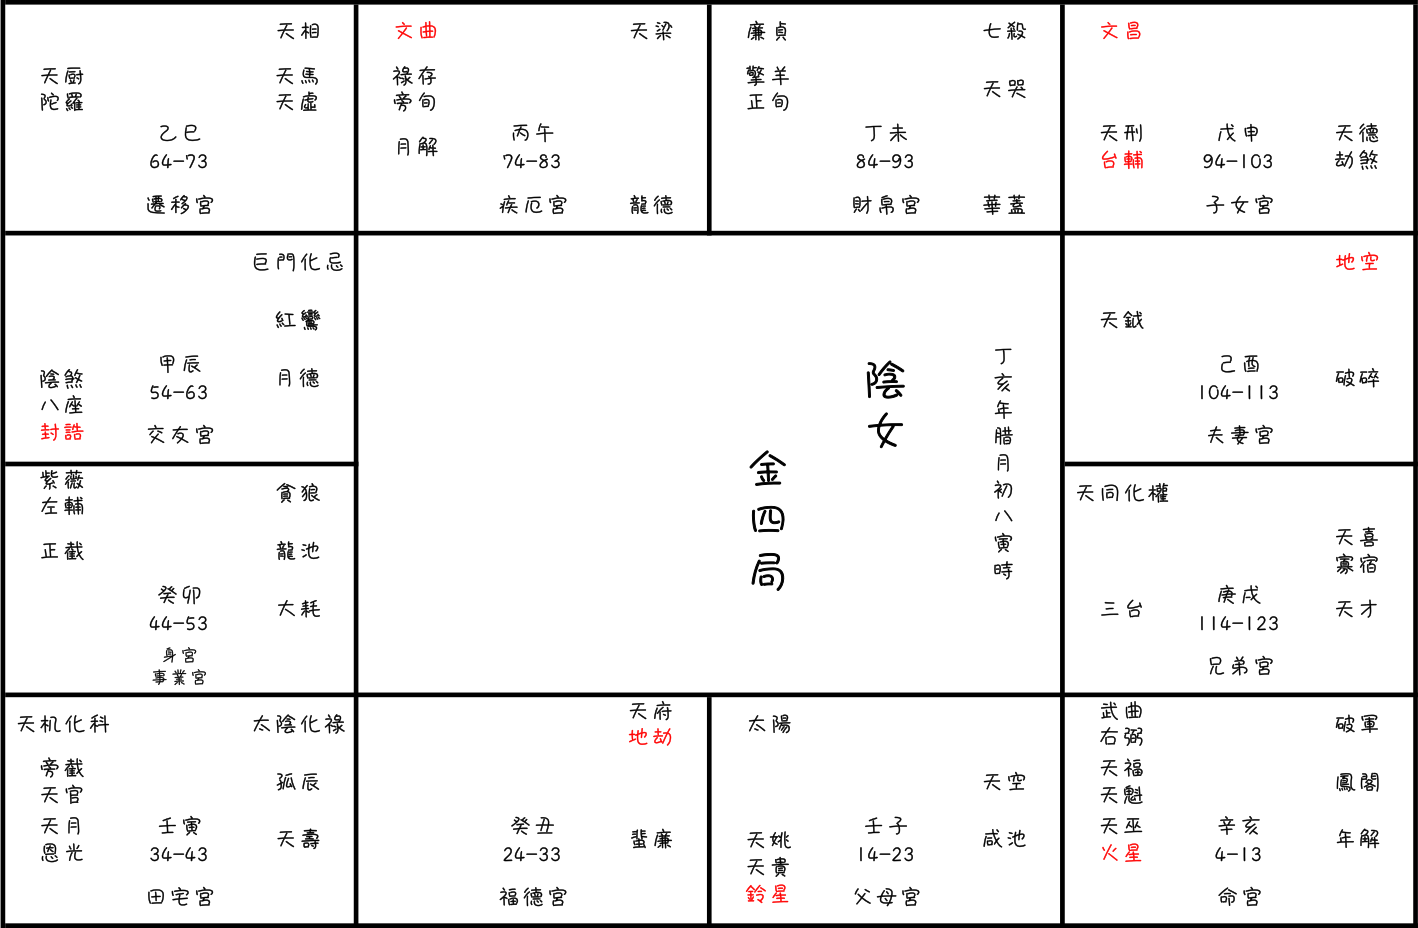 天相
天厨
陀羅
天馬
天虛
乙巳
64-73
遷移宮
文曲
天梁
祿存
旁旬
月解
丙午
74-83
疾厄宮
龍德
廉貞
七殺
擎羊
正旬
天哭
丁未
84-93
財帛宮
華蓋
文昌
天刑
台輔
戊申
94-103
天德
劫煞
子女宮
巨門化忌
紅鸞
甲辰
54-63
月德
陰煞
八座
封誥
交友宮
丁亥年腊月初八寅時
陰女
金四局
地空
天鉞
己酉
104-113
破碎
夫妻宮
紫薇
左輔
貪狼
正截
龍池
癸卯
44-53
大耗
身宮
事業宮
天同化權
天喜
寡宿
三台
庚戌
114-123
天才
兄弟宮
天机化科
太陰化祿
旁截
天官
孤辰
天月
恩光
壬寅
34-43
天壽
田宅宮
天府
地劫
癸丑
24-33
蜚廉
福德宮
太陽
天空
天姚
天貴
鈴星
壬子
14-23
咸池
父母宮
武曲
右弼
破軍
天福
天魁
鳳閣
天巫
火星
辛亥
4-13
年解
命宮